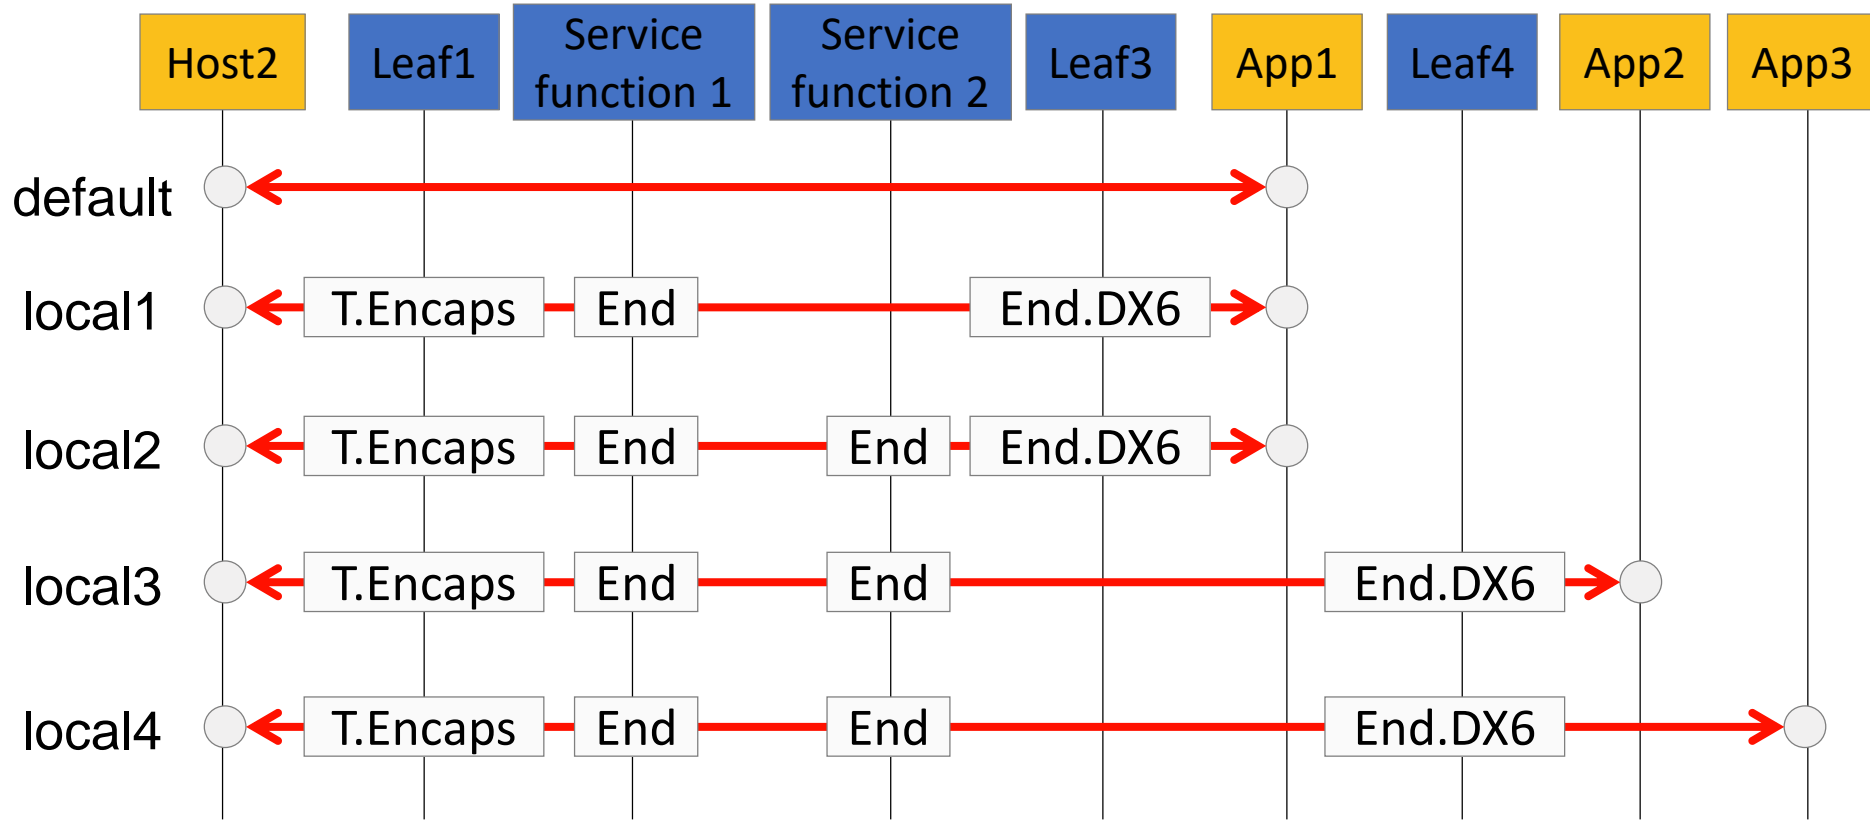 Host2
Leaf1
Service
function 1
Service
function 2
Leaf3
App1
Leaf4
App2
App3
default
local1
T.Encaps
End
End.DX6
local2
T.Encaps
End
End
End.DX6
local3
T.Encaps
End
End
End.DX6
local4
T.Encaps
End
End
End.DX6